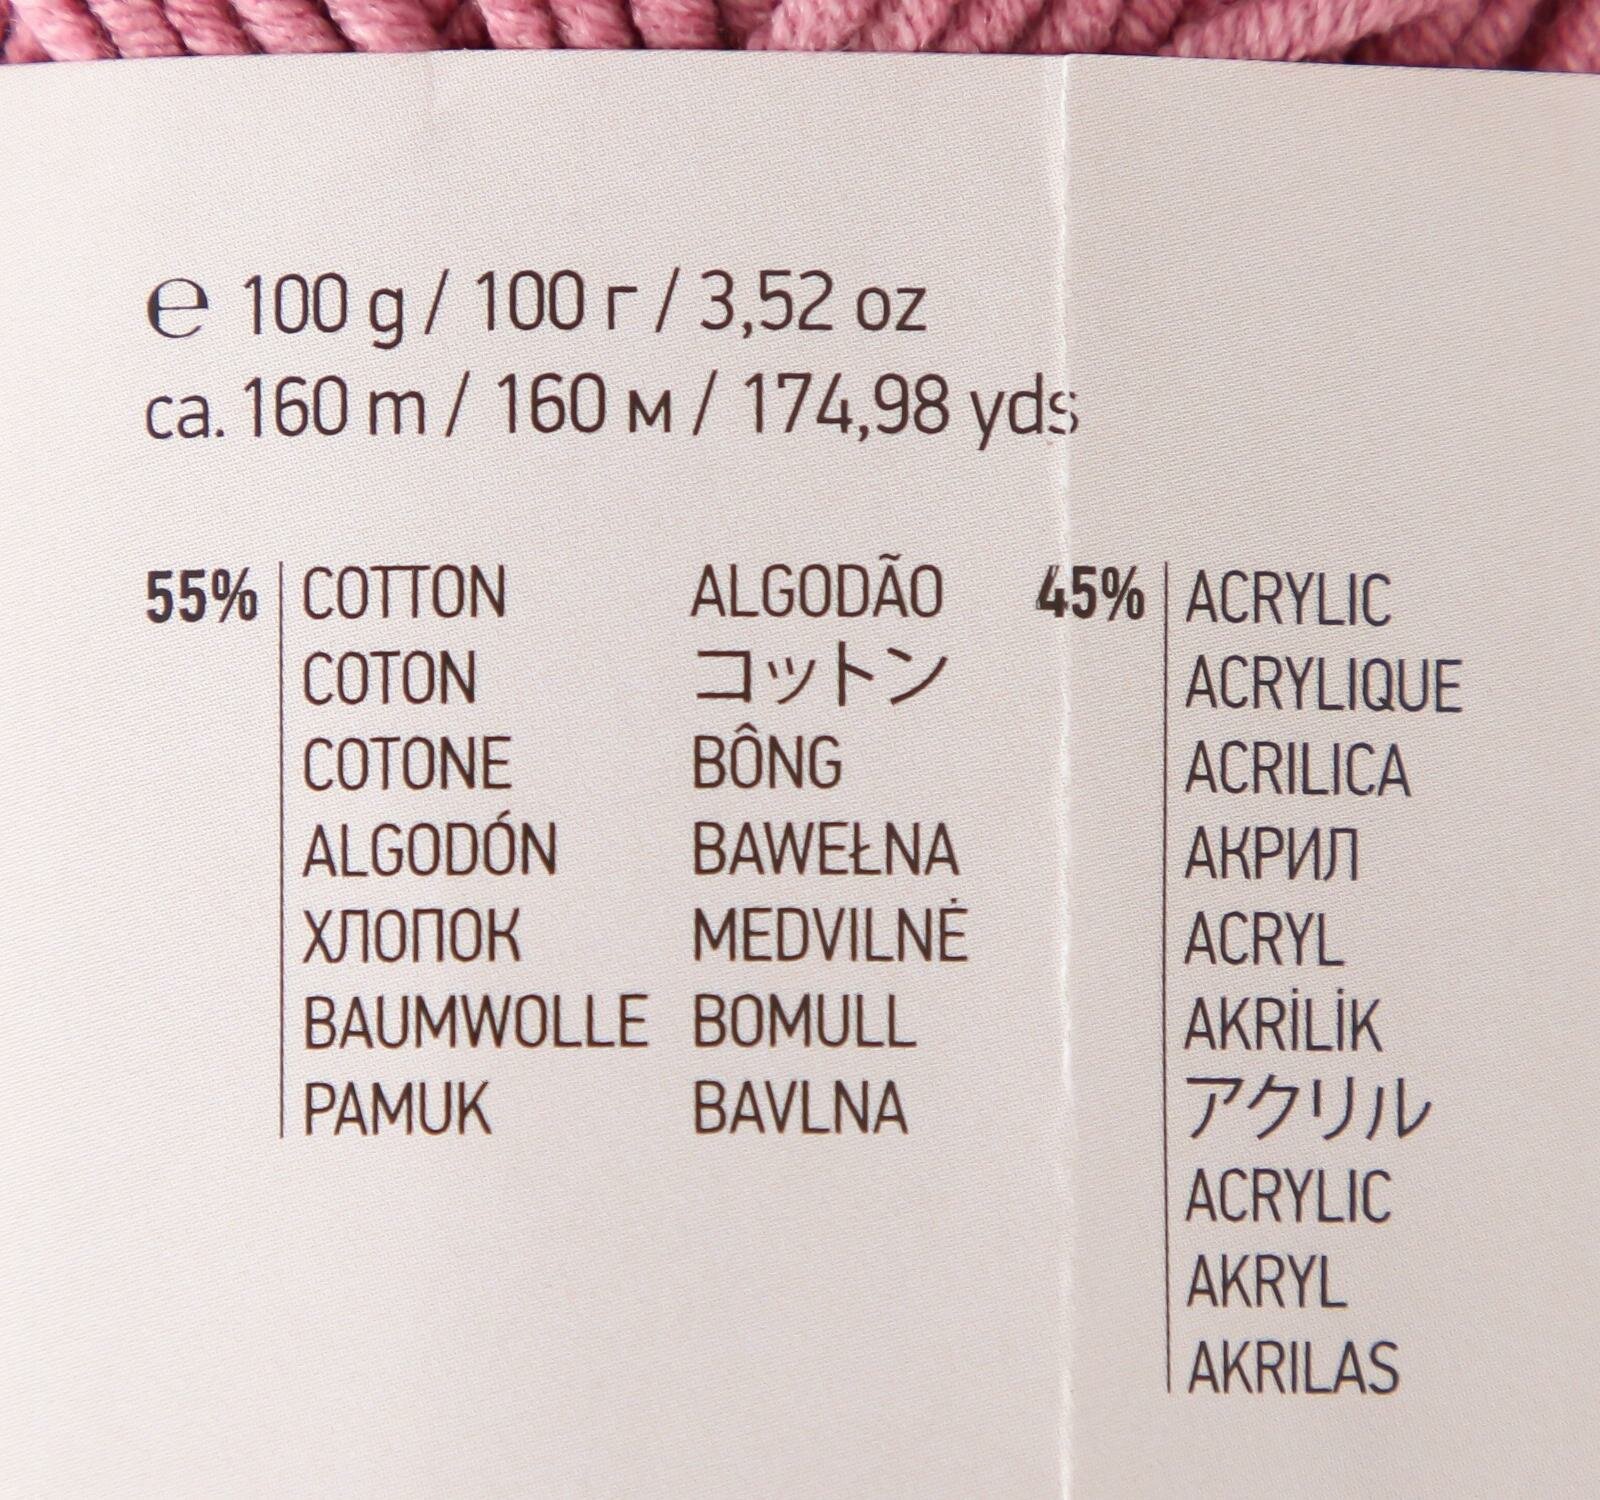 ℮ 100 g / 100 г / 3,52 oz
ca. 160 m / 160 м / 174,98 yds
55%
COTTON
COTON
COTONE
ALGODÓN
ХЛОПОК
BAUMWOLLE
PAMUK
ALGODÃO
コットン
BÔNG
BAWEŁNA
MEDVILNĖ
BOMULL
BAVLNA
45%
ACRYLIC
ACRYLIQUE
ACRILICA
АКРИЛ
ACRYL
AKRİLİK
アクリル
ACRYLIC
AKRYL
AKRILAS